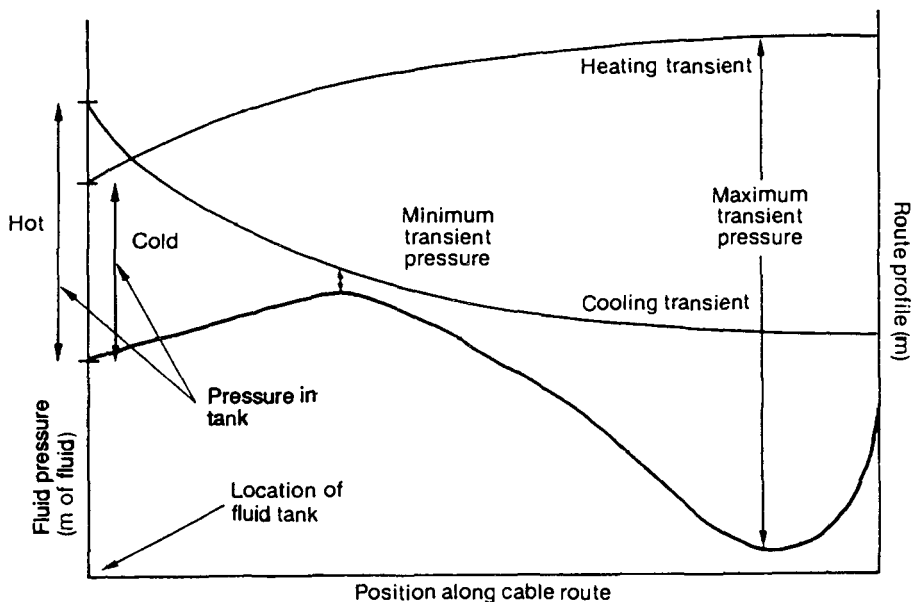 Heating transient
Hot
Cold
Minimum
transient
pressure
Maximum
transient
pressure
Cooling transient
Pressure in
tank
Location of
fluid tank
Fluid pressure
(m of fluid)
Route profile (m)
Position along cable route